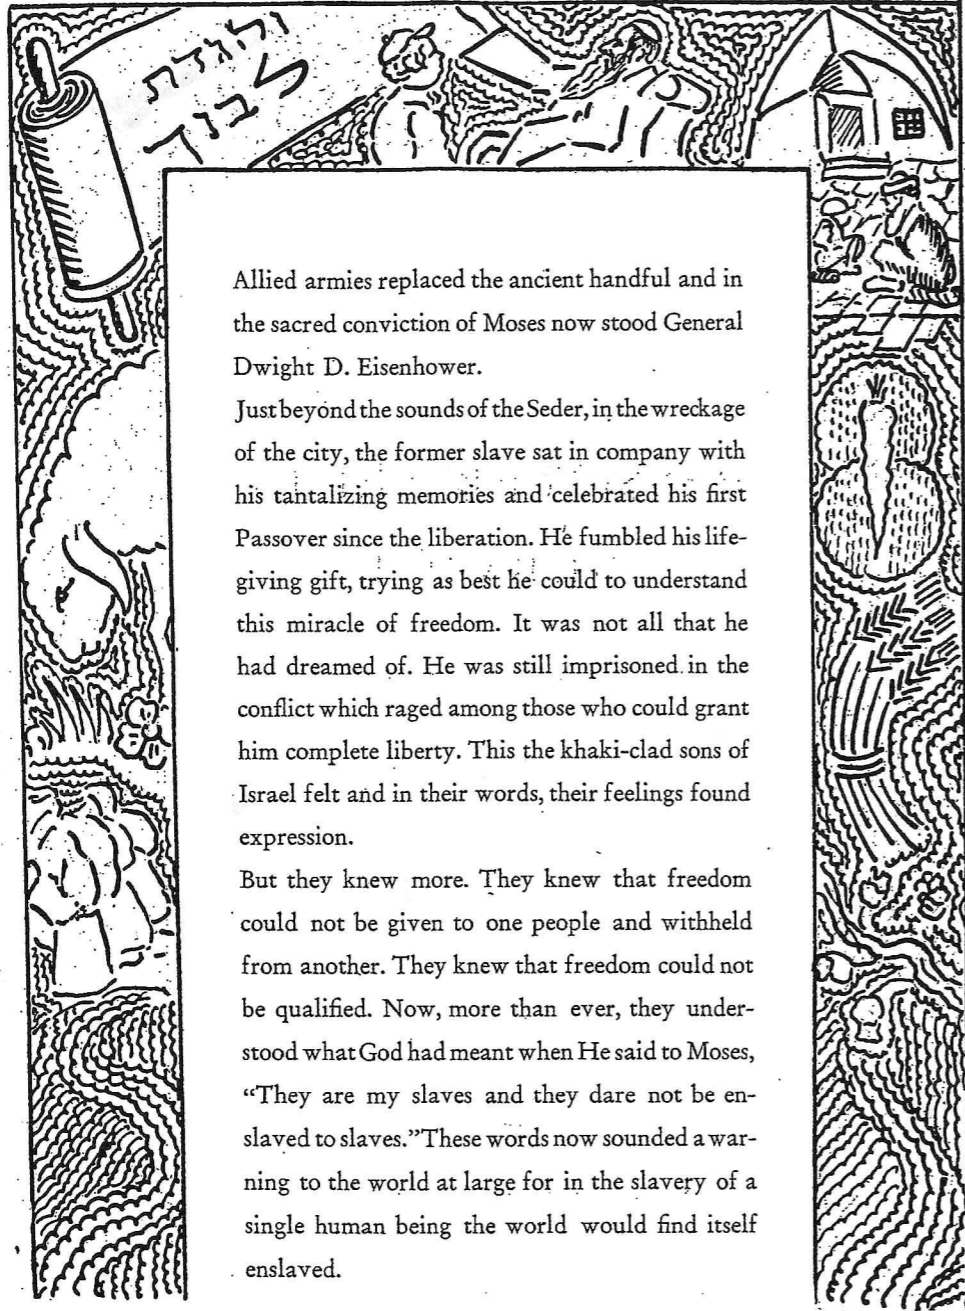 והגדת
לבנך
Allied armies replaced the ancient handful and in
the sacred conviction of Moses now stood General
Dwight D. Eisenhower.
Just beyond the sounds of the Seder, in the wreckage
of the city, the former slave sat in company with
his tantalizing memories and celebrated his first
Passover since the liberation. He fumbled his life-
giving gift, trying as best he could to understand
this miracle of freedom. It was not all that he
had dreamed of. He was still imprisoned in the
conflict which raged among those who could grant
him complete liberty. This the khaki-clad sons of
Israel felt and in their words, their feelings found
expression.
But they knew more. They knew that freedom
could not be given to one people and withheld
from another. They knew that freedom could not
be qualified. Now, more than ever, they under-
stood what God had meant when He said to Moses,
“They are my slaves and they dare not be en-
slaved to slaves.” These words now sounded a war-
ning to the world at large for in the slavery of a
single human being the world would find itself
enslaved.